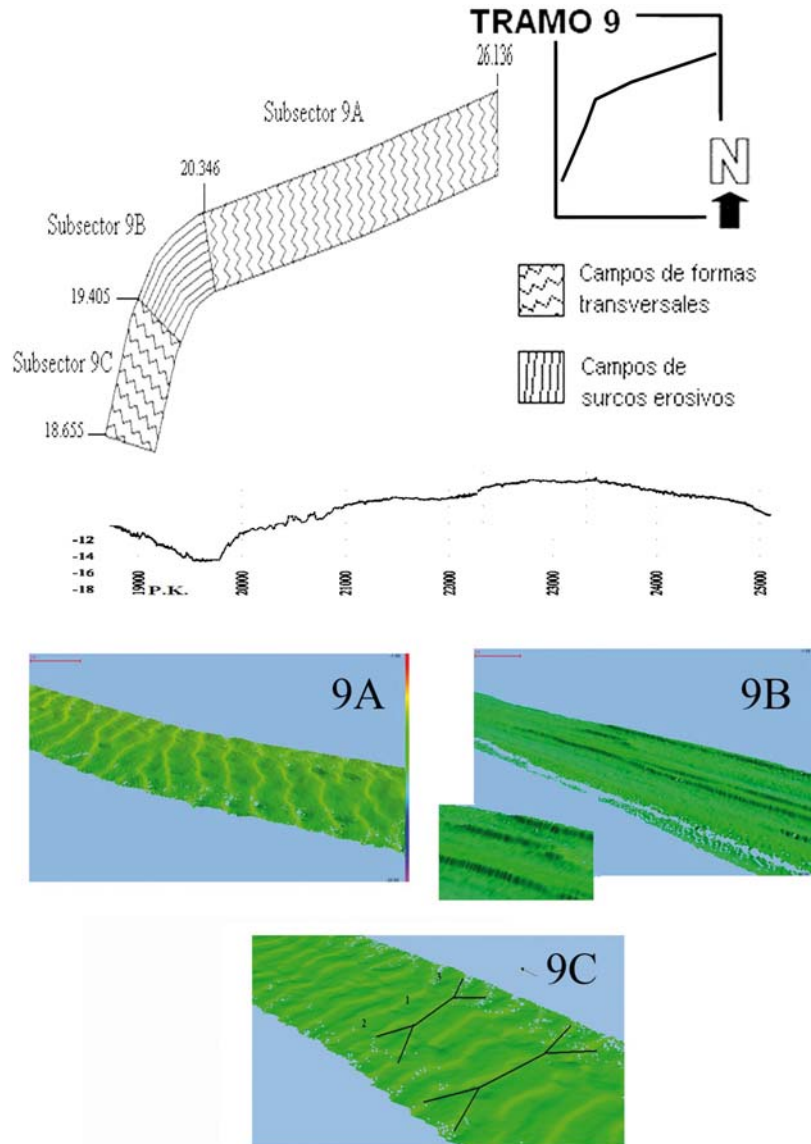 TRAMO 9
26.136
Subsector 9A
20.346
N
Subsector 9B
Campos de formas
transversales
19.405
Subsector 9C
Campos de
surcos erosivos
18.655
-12
-14
-16
-18
19000
P.K.
20000
21000
22000
23000
24000
25000
9A
9B
9C
3
1
2